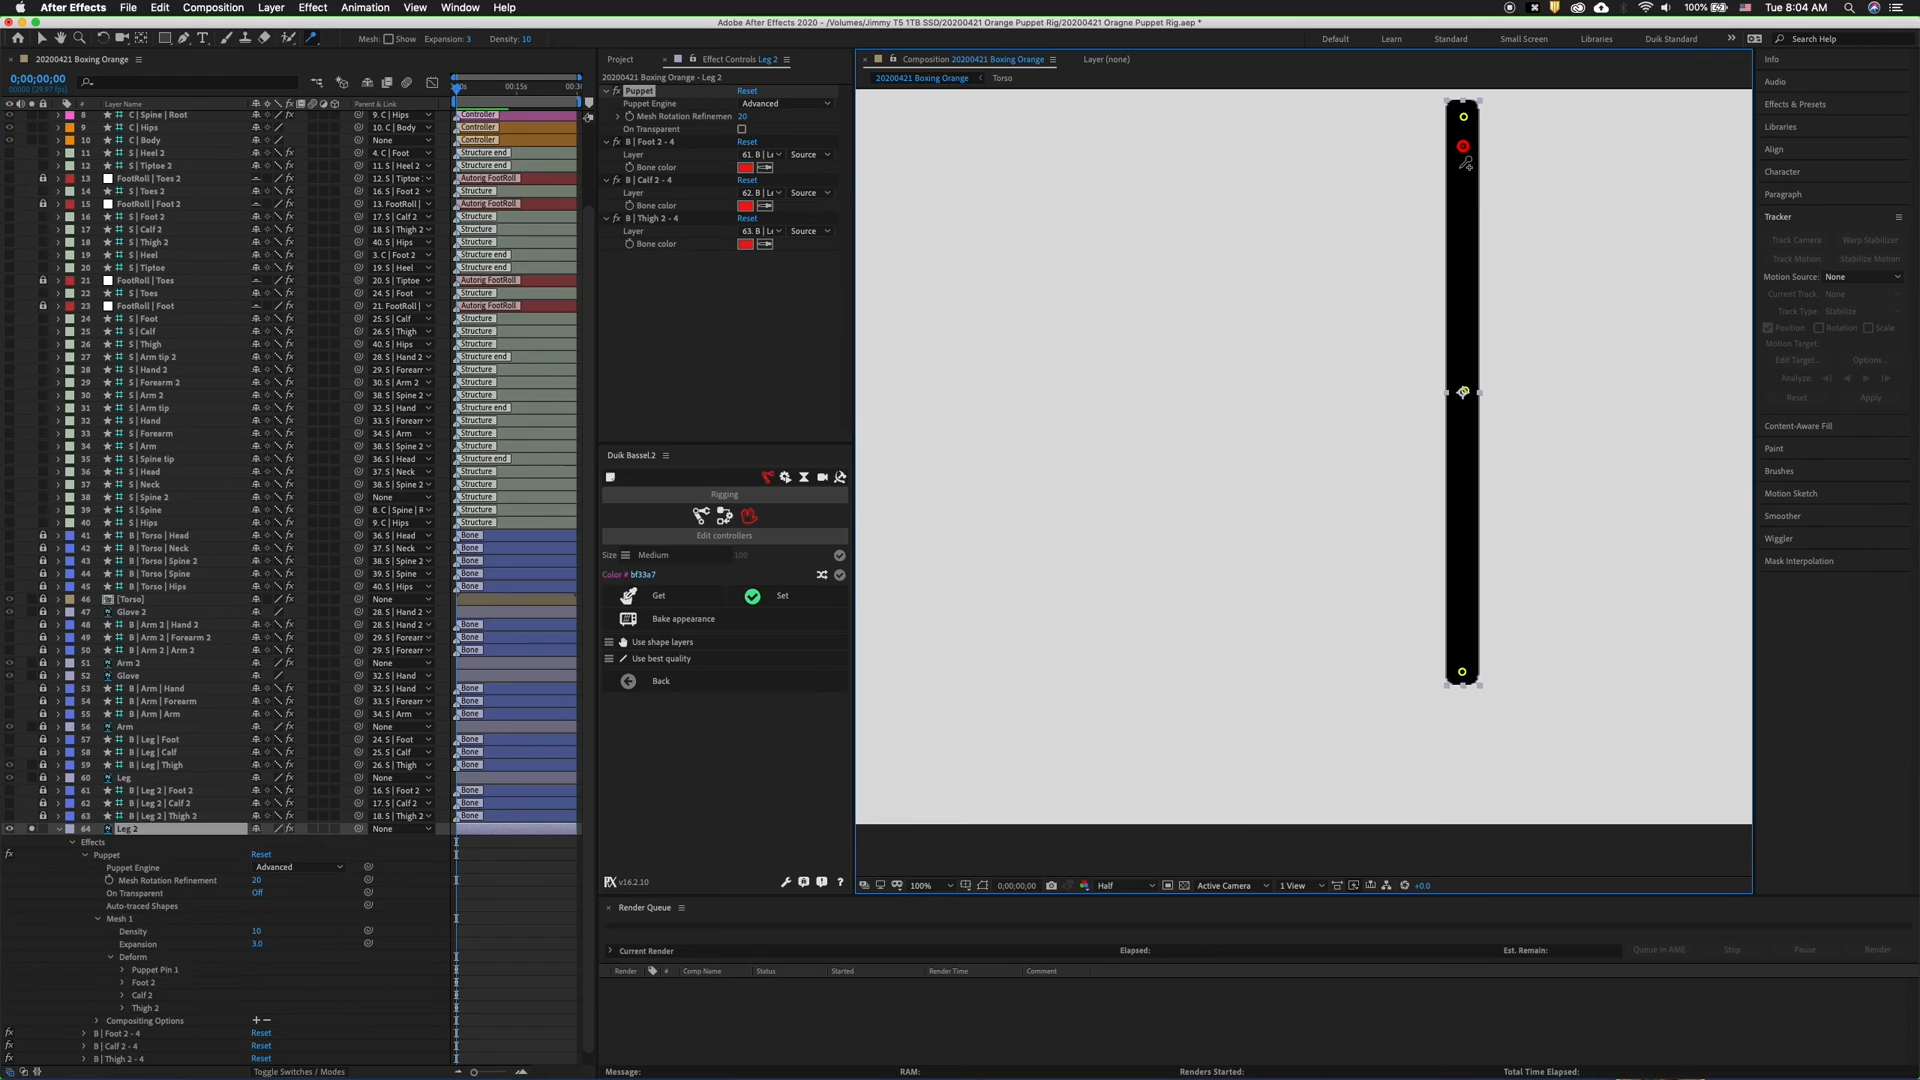 After Effects File Edit Composition Layer Effect Animation View Window Help 100% Tue 8:04 AM
Adobe After Effects 2020 - /Volumes/Jimmy T5 1TB SSD/20200421 Orange Puppet Rig/20200421 Oragne Puppet Rig.aep *
Mesh: Show Expansion: 3 Density: 10 Default Learn Standard Small Screen Libraries Duik Standard Search Help
20200421 Boxing Orange
0;00;00;00
00000 (29.97 fps)
00:15s
# Layer Name Parent & Link
8 C | Spine | Root 9. C | Hips Controller
9 C | Hips 10. C | Body Controller
10 C | Body None Controller
11 S | Heel 2 4. C | Foot Structure end
12 S | Tiptoe 2 11. S | Heel 2 Structure end
13 FootRoll | Toes 2 12. S | Tiptoe Autorig FootRoll
14 S | Toes 2 16. S | Foot 2 Structure
15 FootRoll | Foot 2 13. FootRoll Autorig FootRoll
16 S | Foot 2 17. S | Calf 2 Structure
17 S | Calf 2 18. S | Thigh 2 Structure
18 S | Thigh 2 40. S | Hips Structure
19 S | Heel 3. C | Foot 2 Structure end
20 S | Tiptoe 19. S | Heel Structure end
21 FootRoll | Toes 20. S | Tiptoe Autorig FootRoll
22 S | Toes 24. S | Foot Structure
23 FootRoll | Foot 21. FootRoll Autorig FootRoll
24 S | Foot 25. S | Calf Structure
25 S | Calf 26. S | Thigh Structure
26 S | Thigh 40. S | Hips Structure
27 S | Arm tip 2 28. S | Hand 2 Structure end
28 S | Hand 2 29. S | Forearm Structure
29 S | Forearm 2 30. S | Arm 2 Structure
30 S | Arm 2 38. S | Spine 2 Structure
31 S | Arm tip 32. S | Hand Structure end
32 S | Hand 33. S | Forearr Structure
33 S | Forearm 34. S | Arm Structure
34 S | Arm 38. S | Spine 2 Structure
35 S | Spine tip 36. S | Head Structure end
36 S | Head 37. S | Neck Structure
37 S | Neck 38. S | Spine 2 Structure
38 S | Spine 2 None Structure
39 S | Spine 8. C | Spine | R Structure
40 S | Hips 9. C | Hips Structure
41 B | Torso | Head 36. S | Head Bone
42 B | Torso | Neck 37. S | Neck Bone
43 B | Torso | Spine 2 38. S | Spine 2 Bone
44 B | Torso | Spine 39. S | Spine Bone
45 B | Torso | Hips 40. S | Hips Bone
46 [Torso] None
47 Glove 2 28. S | Hand 2
48 B | Arm 2 | Hand 2 28. S | Hand 2 Bone
49 B | Arm 2 | Forearm 2 29. S | Forearr Bone
50 B | Arm 2 | Arm 2 29. S | Forearr Bone
51 Arm 2 None
52 Glove 32. S | Hand
53 B | Arm | Hand 32. S | Hand Bone
54 B | Arm | Forearm 33. S | Forearr Bone
55 B | Arm | Arm 34. S | Arm Bone
56 Arm None
57 B | Leg | Foot 24. S | Foot Bone
58 B | Leg | Calf 25. S | Calf Bone
59 B | Leg | Thigh 26. S | Thigh Bone
60 Leg None
61 B | Leg 2 | Foot 2 16. S | Foot 2 Bone
62 B | Leg 2 | Calf 2 17. S | Calf 2 Bone
63 B | Leg 2 | Thigh 2 18. S | Thigh 2 Bone
64 Leg 2 None
Effects
Puppet Reset
Puppet Engine Advanced
Mesh Rotation Refinement 20
On Transparent Off
Auto-traced Shapes
Mesh 1
Density 10
Expansion 3.0
Deform
Puppet Pin 1
Foot 2
Calf 2
Thigh 2
Compositing Options
B | Foot 2 - 4 Reset
B | Calf 2 - 4 Reset
B | Thigh 2 - 4 Reset
Toggle Switches / Modes
Project Effect Controls Leg 2
20200421 Boxing Orange · Leg 2
Puppet Reset
Puppet Engine Advanced
Mesh Rotation Refinemen 20
On Transparent
B | Foot 2 - 4 Reset
Layer 61. B | Le Source
Bone color
B | Calf 2 - 4 Reset
Layer 62. B | Le Source
Bone color
B | Thigh 2 - 4 Reset
Layer 63. B | Le Source
Bone color
Duik Bassel.2
Rigging
Edit controllers
Size Medium 100
Color # bf33a7
Get Set
Bake appearance
Use shape layers
Use best quality
Back
v16.2.10
Composition 20200421 Boxing Orange Layer (none)
20200421 Boxing Orange Torso
100% 0;00;00;00 Half Active Camera 1 View +0.0
Render Queue
Current Render Elapsed: Est. Remain: Queue in AME Stop Pause Render
Render # Comp Name Status Started Render Time Comment
Message: RAM: Renders Started: Total Time Elapsed:
Info
Audio
Effects & Presets
Libraries
Align
Character
Paragraph
Tracker
Track Camera Warp Stabilizer
Track Motion Stabilize Motion
Motion Source: None
Current Track: None
Track Type: Stabilize
Position Rotation Scale
Motion Target:
Edit Target... Options...
Analyze:
Reset Apply
Content-Aware Fill
Paint
Brushes
Motion Sketch
Smoother
Wiggler
Mask Interpolation